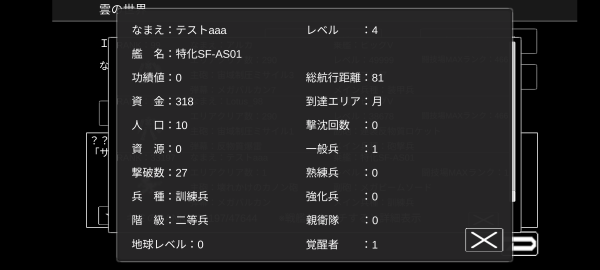 雲の世界
なまえ：テストaaa レベル ：4
艦 名：特化SF-AS01
功績値：0 総航行距離：81
資 金：318 到達エリア：月
人 口：10 撃沈回数 ：0
資 源：0 一般兵 ：1
撃破数：27 熟練兵 ：0
兵 種：訓練兵 強化兵 ：0
階 級：二等兵 親衛隊 ：0
地球レベル：0 覚醒者 ：1
な
？？
「サ